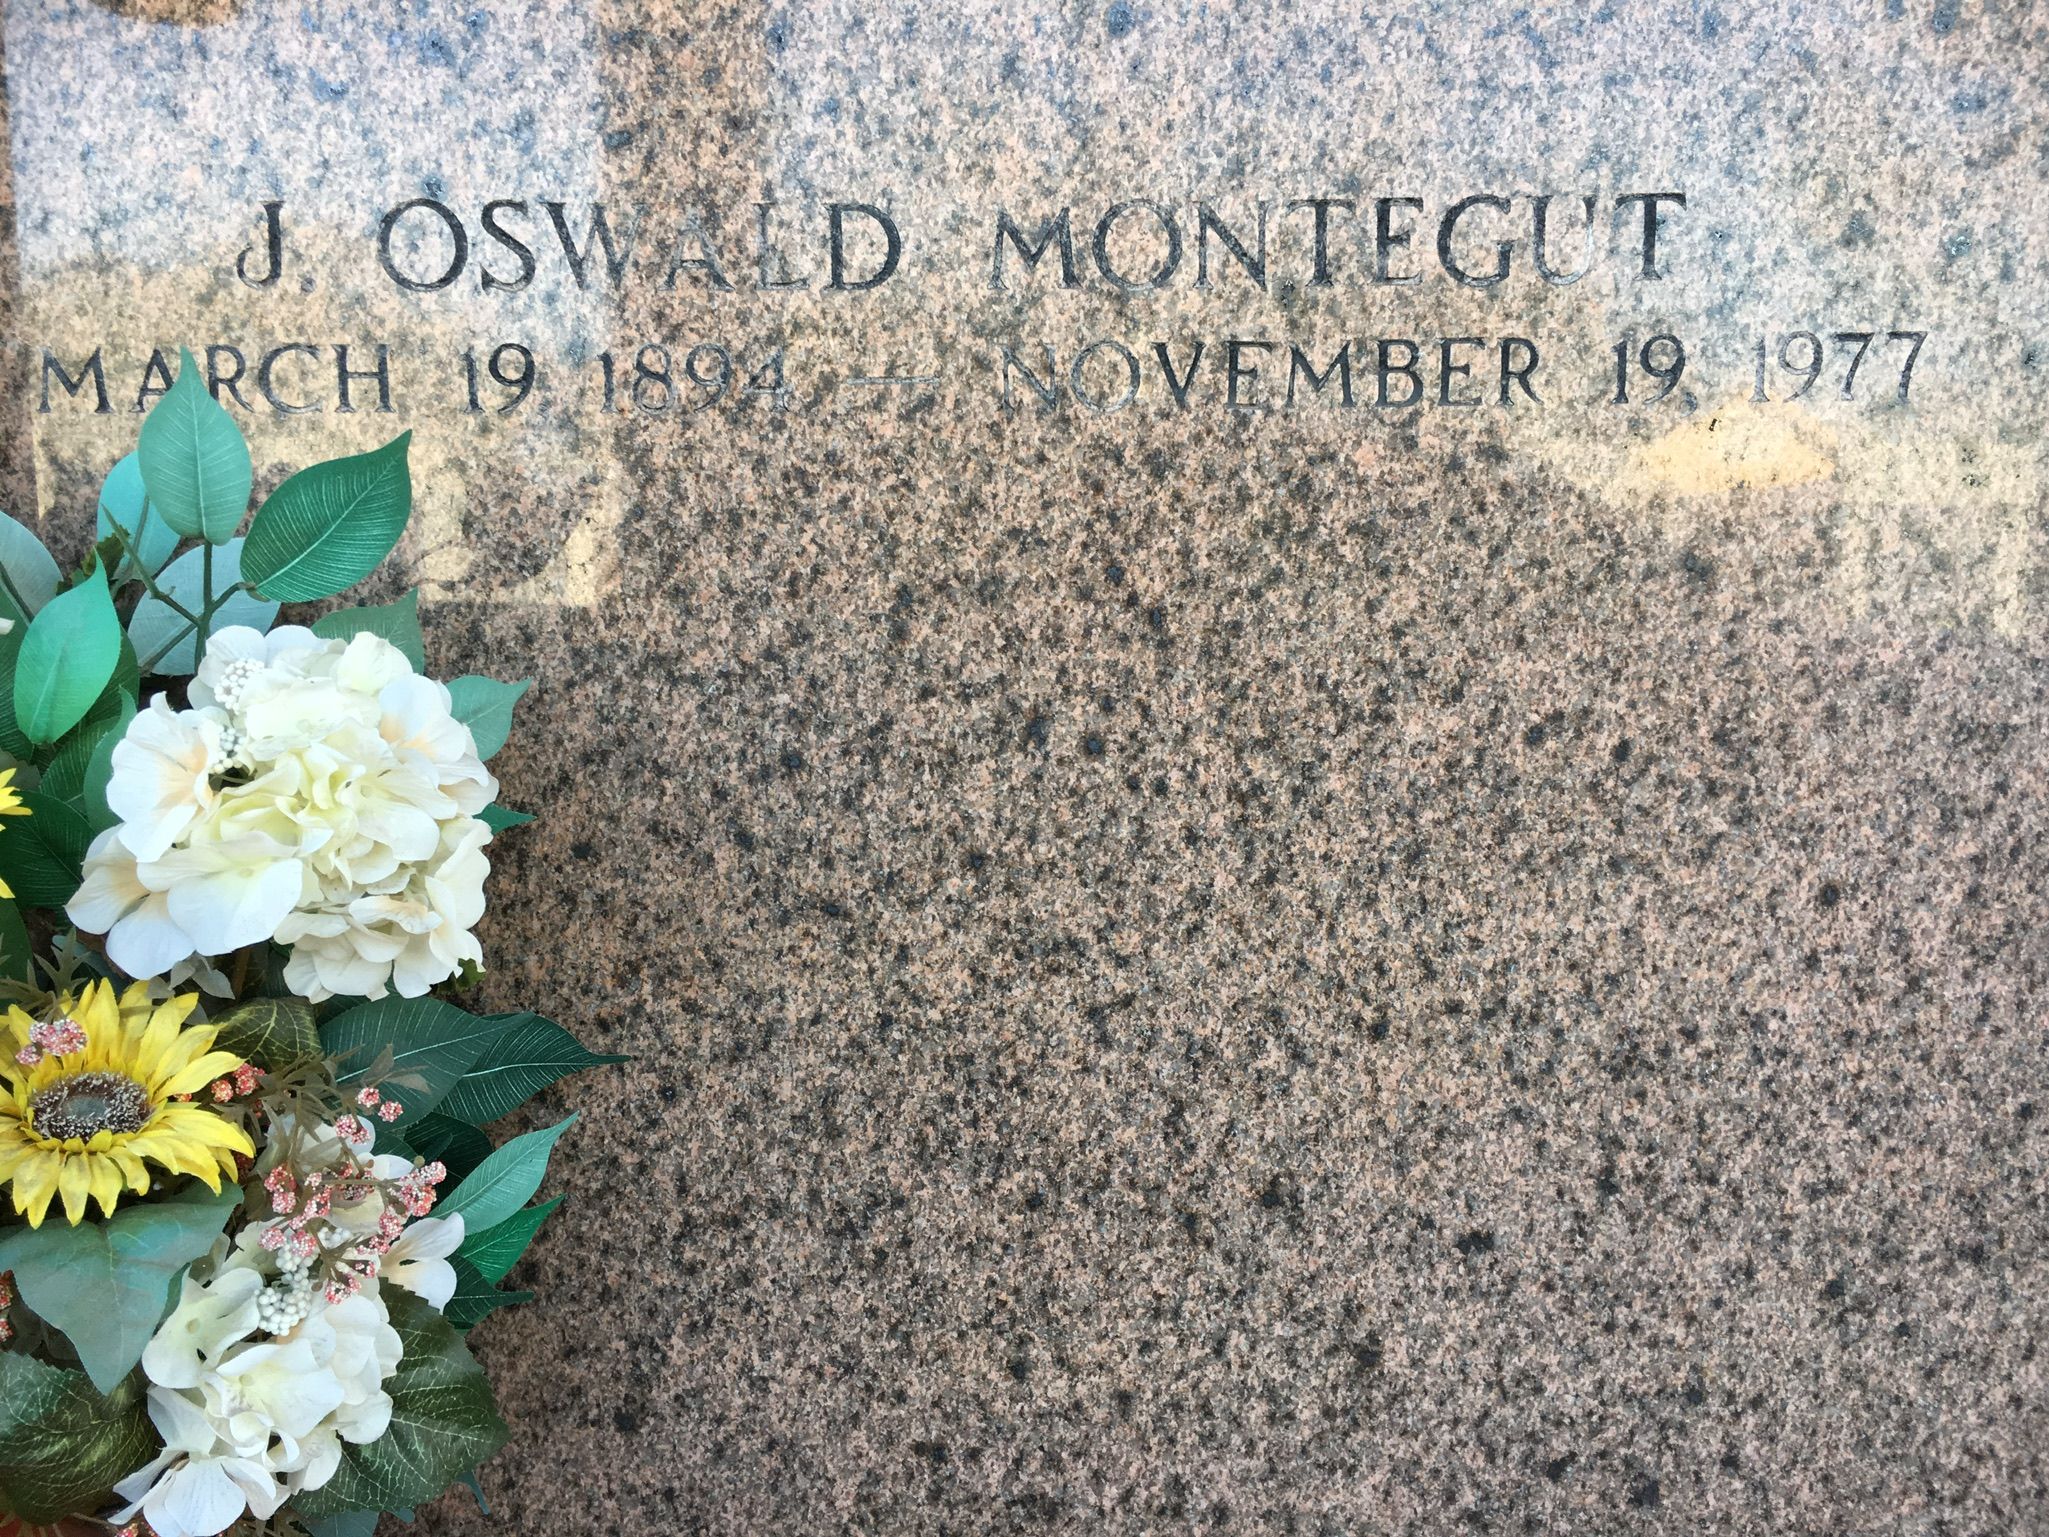 J. OSWALD MONTEGUT
MARCH 19, 1894 — NOVEMBER 19, 1977